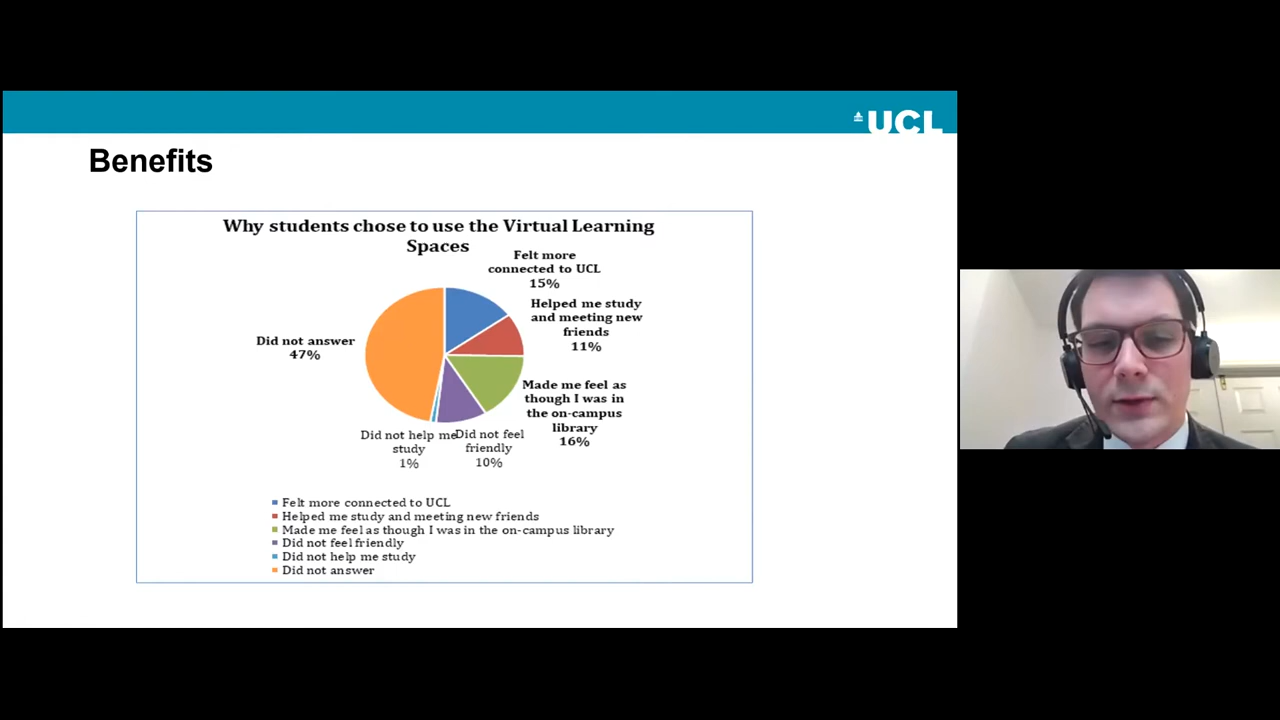 UCL
Benefits
Why students chose to use the Virtual Learning
Spaces
Felt more
connected to UCL
15%
Helped me study
and meeting new
friends
11%
Did not answer
47%
Made me feel as
though I was in
the on-campus
library
16%
Did not help me
study
1%
Did not feel
friendly
10%
Felt more connected to UCL
Helped me study and meeting new friends
Made me feel as though I was in the on-campus library
Did not feel friendly
Did not help me study
Did not answer